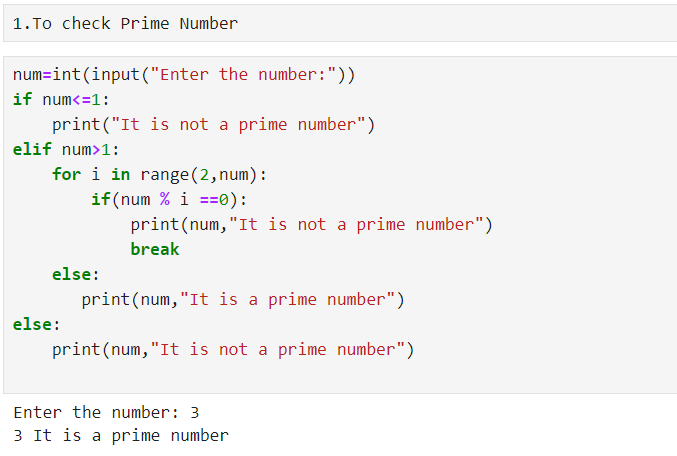 1.To check Prime Number
num=int(input("Enter the number:"))
if num<=1:
    print("It is not a prime number")
elif num>1:
    for i in range(2,num):
        if(num % i ==0):
            print(num,"It is not a prime number")
            break
    else:
       print(num,"It is a prime number")
else:
    print(num,"It is not a prime number")
Enter the number: 3
3 It is a prime number